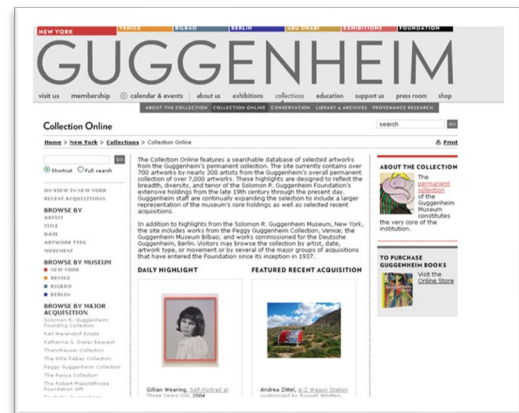 NEW YORK
VENICE
BILBAO
BERLIN
ABU DHABI
EXHIBITIONS
FOUNDATION
GUGGENHEIM
visit us membership calendar & events about us exhibitions collections education support us press room shop
ABOUT THE COLLECTION COLLECTION ONLINE CONSERVATION LIBRARY & ARCHIVES PROVENANCE RESEARCH
Collection Online
search GO
Home > New York > Collections > Collection Online
Print
GO
Shortcut Full search
ON VIEW IN NEW YORK
RECENT ACQUISITIONS
BROWSE BY
ARTIST
TITLE
DATE
ARTWORK TYPE
MOVEMENT
BROWSE BY MUSEUM
NEW YORK
VENICE
BILBAO
BERLIN
BROWSE BY MAJOR
ACQUISITION
Solomon R. Guggenheim
Founding Collection
Karl Nierendorf Estate
Katherine S. Dreier Bequest
Thannhauser Collection
The Hilla Rebay Collection
Peggy Guggenheim Collection
The Panza Collection
The Robert Mapplethorpe
Foundation Gift
The Collection Online features a searchable database of selected artworks
from the Guggenheim's permanent collection. The site currently contains over
700 artworks by nearly 300 artists from the Guggenheim's overall permanent
collection of over 7,000 artworks. These highlights are designed to reflect the
breadth, diversity, and tenor of the Solomon R. Guggenheim Foundation's
extensive holdings from the late 19th century through the present day.
Guggenheim staff are continually expanding the selection to include a larger
representation of the museum's core holdings as well as selected recent
acquisitions.
In addition to highlights from the Solomon R. Guggenheim Museum, New York,
the site includes works from the Peggy Guggenheim Collection, Venice; the
Guggenheim Museum Bilbao; and works commissioned for the Deutsche
Guggenheim, Berlin. Visitors may browse the collection by artist, date,
artwork type, or movement or by several of the major groups of acquisitions
that have entered the Foundation since its inception in 1937.
DAILY HIGHLIGHT
FEATURED RECENT ACQUISITION
Gillian Wearing, Self-Portrait at
Three Years Old, 2004
Andrea Zittel, A-Z Wagon Station
customized by Russell Whitten,
ABOUT THE COLLECTION
The
permanent
collection
of the
Guggenheim
Museum
constitutes
the very core of the
institution.
TO PURCHASE
GUGGENHEIM BOOKS
Visit the
Online Store